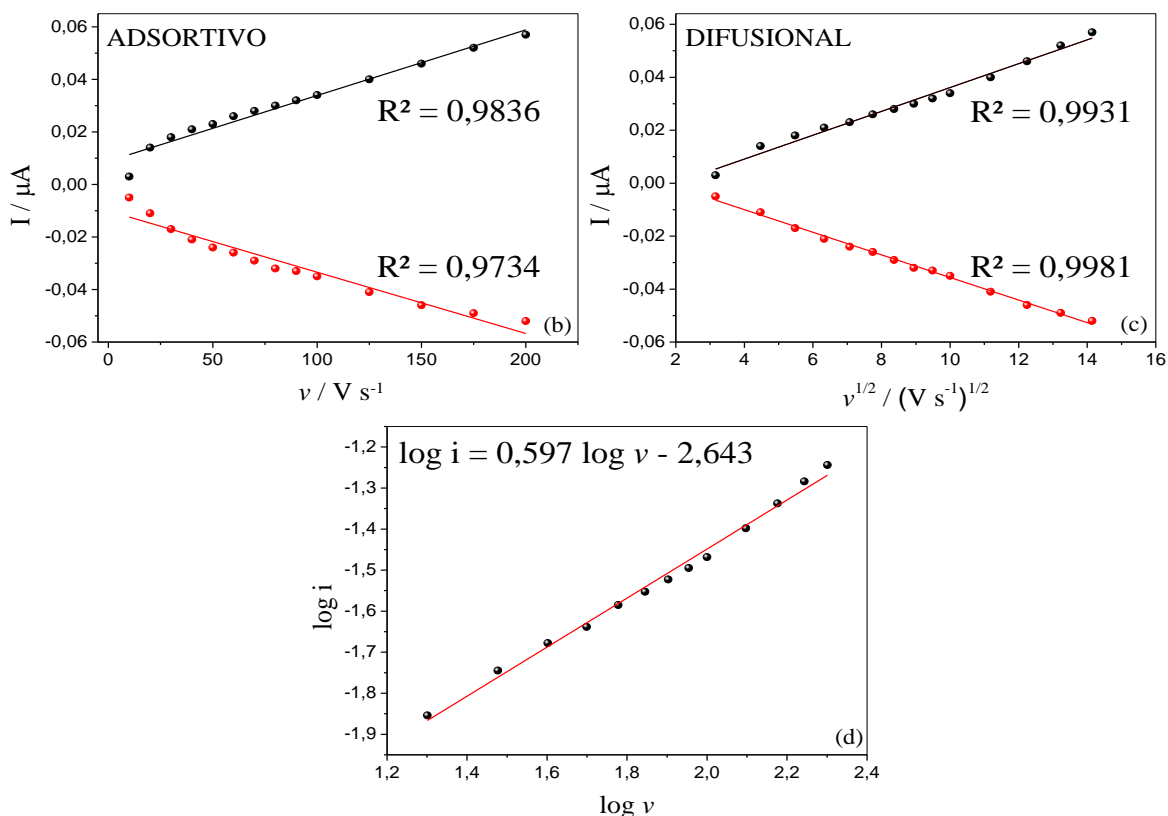 ADSORTIVO
0,06
0,04
0,02
0,00
-0,02
-0,04
-0,06
I / µA
R² = 0,9836
R² = 0,9734
(b)
0 50 100 150 200
v / V s⁻¹
DIFUSIONAL
0,06
0,04
0,02
0,00
-0,02
-0,04
-0,06
I / µA
R² = 0,9931
R² = 0,9981
(c)
2 4 6 8 10 12 14 16
v¹ᐟ² / (V s⁻¹)¹ᐟ²
log i = 0,597 log v - 2,643
-1,2
-1,3
-1,4
-1,5
-1,6
-1,7
-1,8
-1,9
log i
(d)
1,2 1,4 1,6 1,8 2,0 2,2 2,4
log v